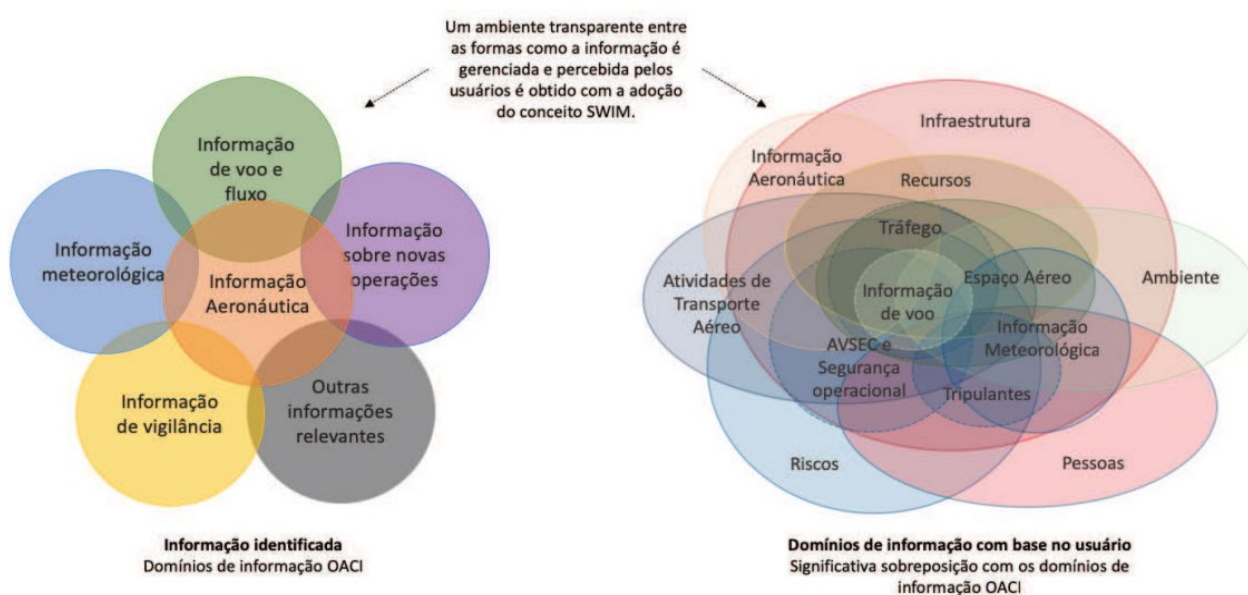 Um ambiente transparente entre
as formas como a informação é
gerenciada e percebida pelos
usuários é obtido com a adoção
do conceito SWIM.
Informação
de voo e
fluxo
Informação
meteorológica
Informação
sobre novas
operações
Informação
Aeronáutica
Informação
de vigilância
Outras
informações
relevantes
Informação identificada
Domínios de informação OACI
Infraestrutura
Informação
Aeronáutica
Recursos
Tráfego
Atividades de
Transporte
Aéreo
Informação
de voo
Espaço Aéreo
Ambiente
AVSEC e
Segurança
operacional
Informação
Meteorológica
Tripulantes
Riscos
Pessoas
Domínios de informação com base no usuário
Significativa sobreposição com os domínios de
informação OACI